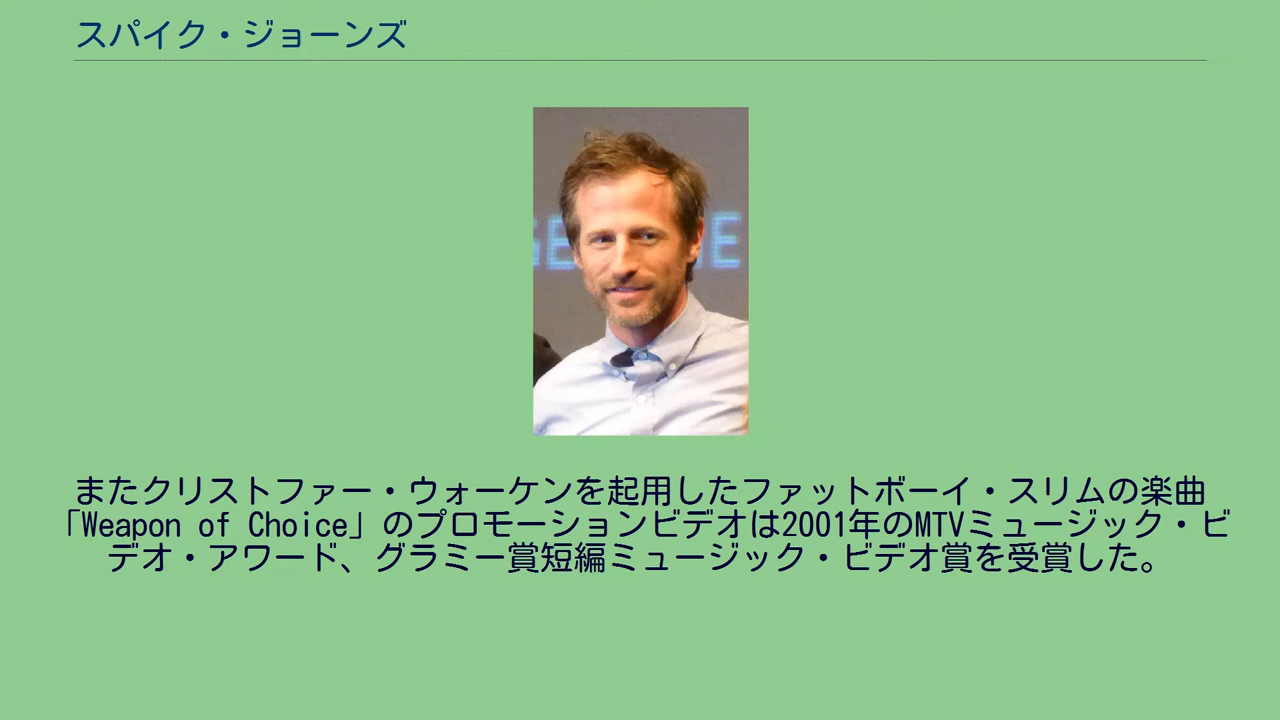 スパイク・ジョーンズ
またクリストファー・ウォーケンを起用したファットボーイ・スリムの楽曲
「Weapon of Choice」のプロモーションビデオは2001年のMTVミュージック・ビ
デオ・アワード、グラミー賞短編ミュージック・ビデオ賞を受賞した。